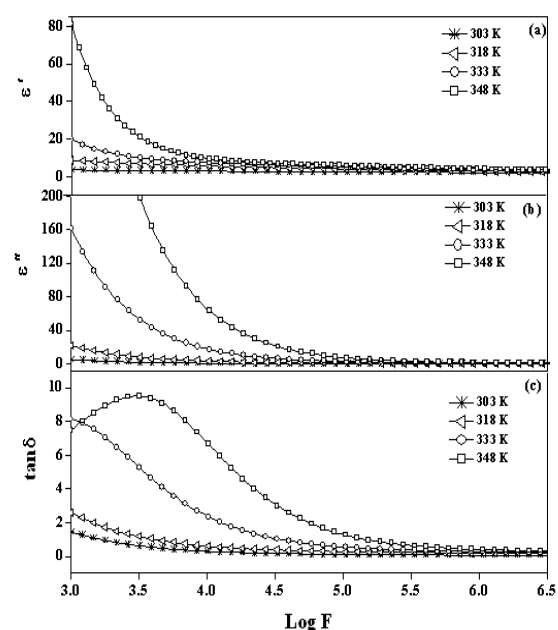 80
60
40
20
0
ε '
(a)
303 K
318 K
333 K
348 K
200
160
120
80
40
0
ε "
(b)
303 K
318 K
333 K
348 K
10
8
6
4
2
0
tanδ
(c)
303 K
318 K
333 K
348 K
3.0 3.5 4.0 4.5 5.0 5.5 6.0 6.5
Log F